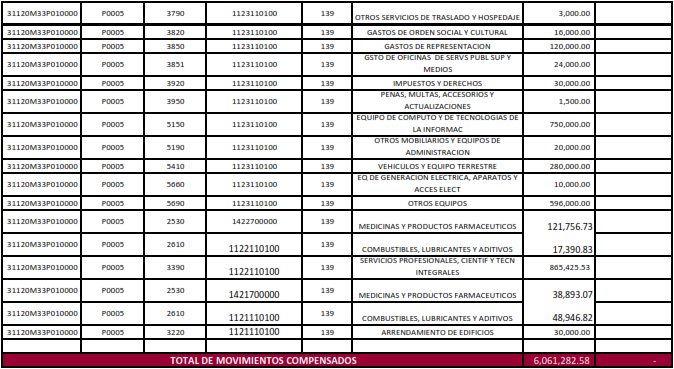 31120M33P010000 P0005 3790 1123110100 139 OTROS SERVICIOS DE TRASLADO Y HOSPEDAJE 3,000.00
31120M33P010000 P0005 3820 1123110100 139 GASTOS DE ORDEN SOCIAL Y CULTURAL 16,000.00
31120M33P010000 P0005 3850 1123110100 139 GASTOS DE REPRESENTACION 120,000.00
31120M33P010000 P0005 3851 1123110100 139 GSTO DE OFICINAS DE SERVS PUBL SUP Y
MEDIOS 24,000.00
31120M33P010000 P0005 3920 1123110100 139 IMPUESTOS Y DERECHOS 30,000.00
31120M33P010000 P0005 3950 1123110100 139 PENAS, MULTAS, ACCESORIOS Y
ACTUALIZACIONES 1,500.00
31120M33P010000 P0005 5150 1123110100 139 EQUIPO DE COMPUTO Y DE TECNOLOGIAS DE
LA INFORMAC 750,000.00
31120M33P010000 P0005 5190 1123110100 139 OTROS MOBILIARIOS Y EQUIPOS DE
ADMINISTRACION 20,000.00
31120M33P010000 P0005 5410 1123110100 139 VEHICULOS Y EQUIPO TERRESTRE 280,000.00
31120M33P010000 P0005 5660 1123110100 139 EQ DE GENERACION ELECTRICA, APARATOS Y
ACCES ELECT 10,000.00
31120M33P010000 P0005 5690 1123110100 139 OTROS EQUIPOS 596,000.00
31120M33P010000 P0005 2530 1422700000 139 MEDICINAS Y PRODUCTOS FARMACEUTICOS 121,756.73
31120M33P010000 P0005 2610 1122110100 139 COMBUSTIBLES, LUBRICANTES Y ADITIVOS 17,390.83
31120M33P010000 P0005 3390 1122110100 139 SERVICIOS PROFESIONALES, CIENTIF Y TECN
INTEGRALES 865,425.53
31120M33P010000 P0005 2530 1421700000 139 MEDICINAS Y PRODUCTOS FARMACEUTICOS 38,893.07
31120M33P010000 P0005 2610 1121110100 139 COMBUSTIBLES, LUBRICANTES Y ADITIVOS 48,946.82
31120M33P010000 P0005 3220 1121110100 139 ARRENDAMIENTO DE EDIFICIOS 30,000.00
TOTAL DE MOVIMIENTOS COMPENSADOS 6,061,282.58 -